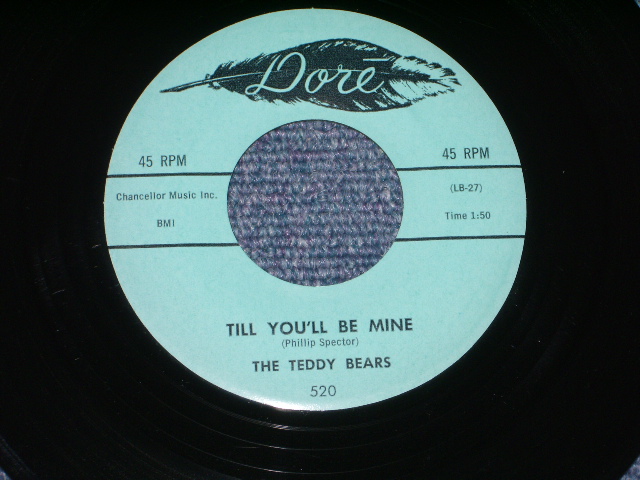 Doré
45 RPM
45 RPM
Chancellor Music Inc.
BMI
(LB-27)
Time 1:50
TILL YOU'LL BE MINE
(Phillip Spector)
THE TEDDY BEARS
520